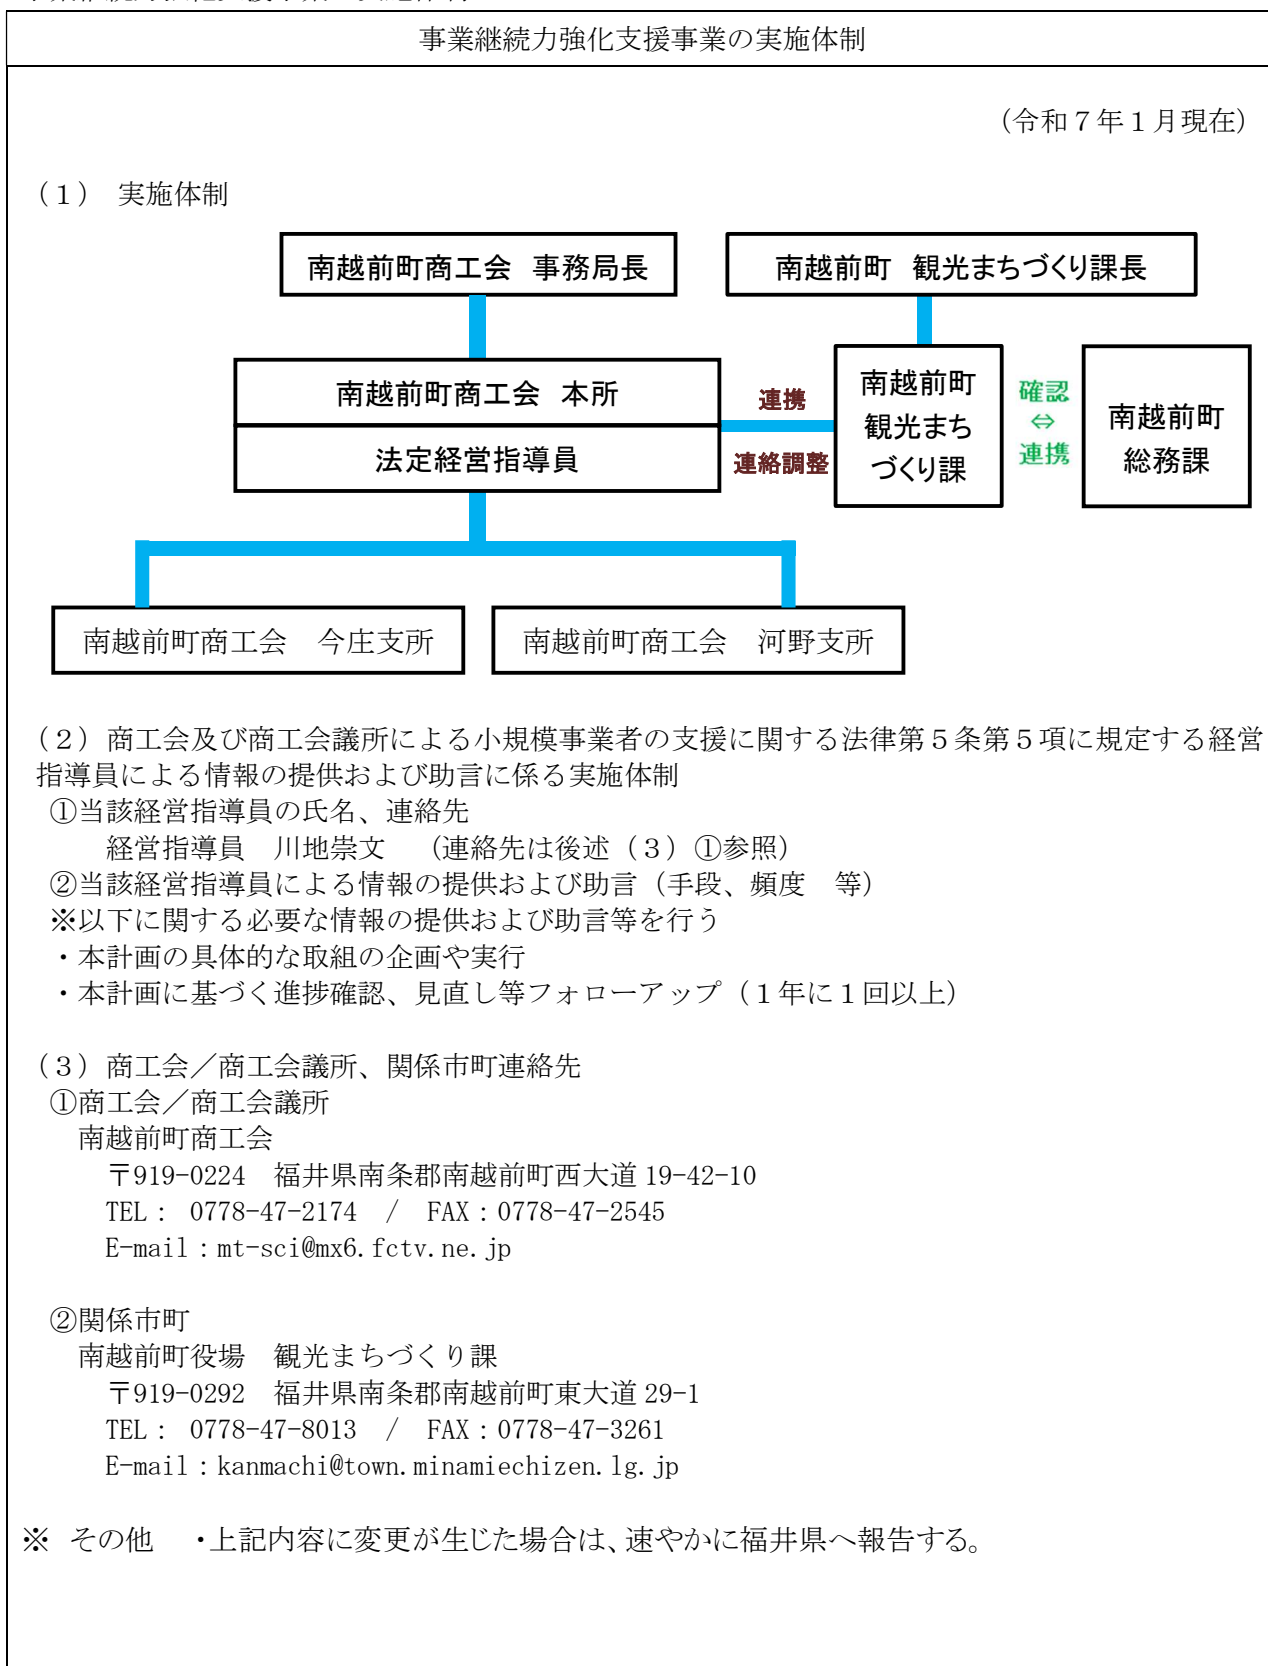 事業継続力強化支援事業の実施体制
（令和７年１月現在）
（１） 実施体制
南越前町商工会　事務局長
南越前町　観光まちづくり課長
南越前町商工会　本所
法定経営指導員
連携
連絡調整
南越前町
観光まち
づくり課
確認
⇔
連携
南越前町
総務課
南越前町商工会　今庄支所
南越前町商工会　河野支所
（２）商工会及び商工会議所による小規模事業者の支援に関する法律第５条第５項に規定する経営
指導員による情報の提供および助言に係る実施体制
①当該経営指導員の氏名、連絡先
経営指導員　川地崇文　（連絡先は後述（３）①参照）
②当該経営指導員による情報の提供および助言（手段、頻度　等）
※以下に関する必要な情報の提供および助言等を行う
・本計画の具体的な取組の企画や実行
・本計画に基づく進捗確認、見直し等フォローアップ（１年に１回以上）
（３）商工会／商工会議所、関係市町連絡先
①商工会／商工会議所
南越前町商工会
〒919-0224　福井県南条郡南越前町西大道 19-42-10
TEL： 0778-47-2174　/　FAX：0778-47-2545
E-mail：mt-sci@mx6.fctv.ne.jp
②関係市町
南越前町役場　観光まちづくり課
〒919-0292　福井県南条郡南越前町東大道 29-1
TEL： 0778-47-8013　/　FAX：0778-47-3261
E-mail：kanmachi@town.minamiechizen.lg.jp
※ その他　・上記内容に変更が生じた場合は、速やかに福井県へ報告する。